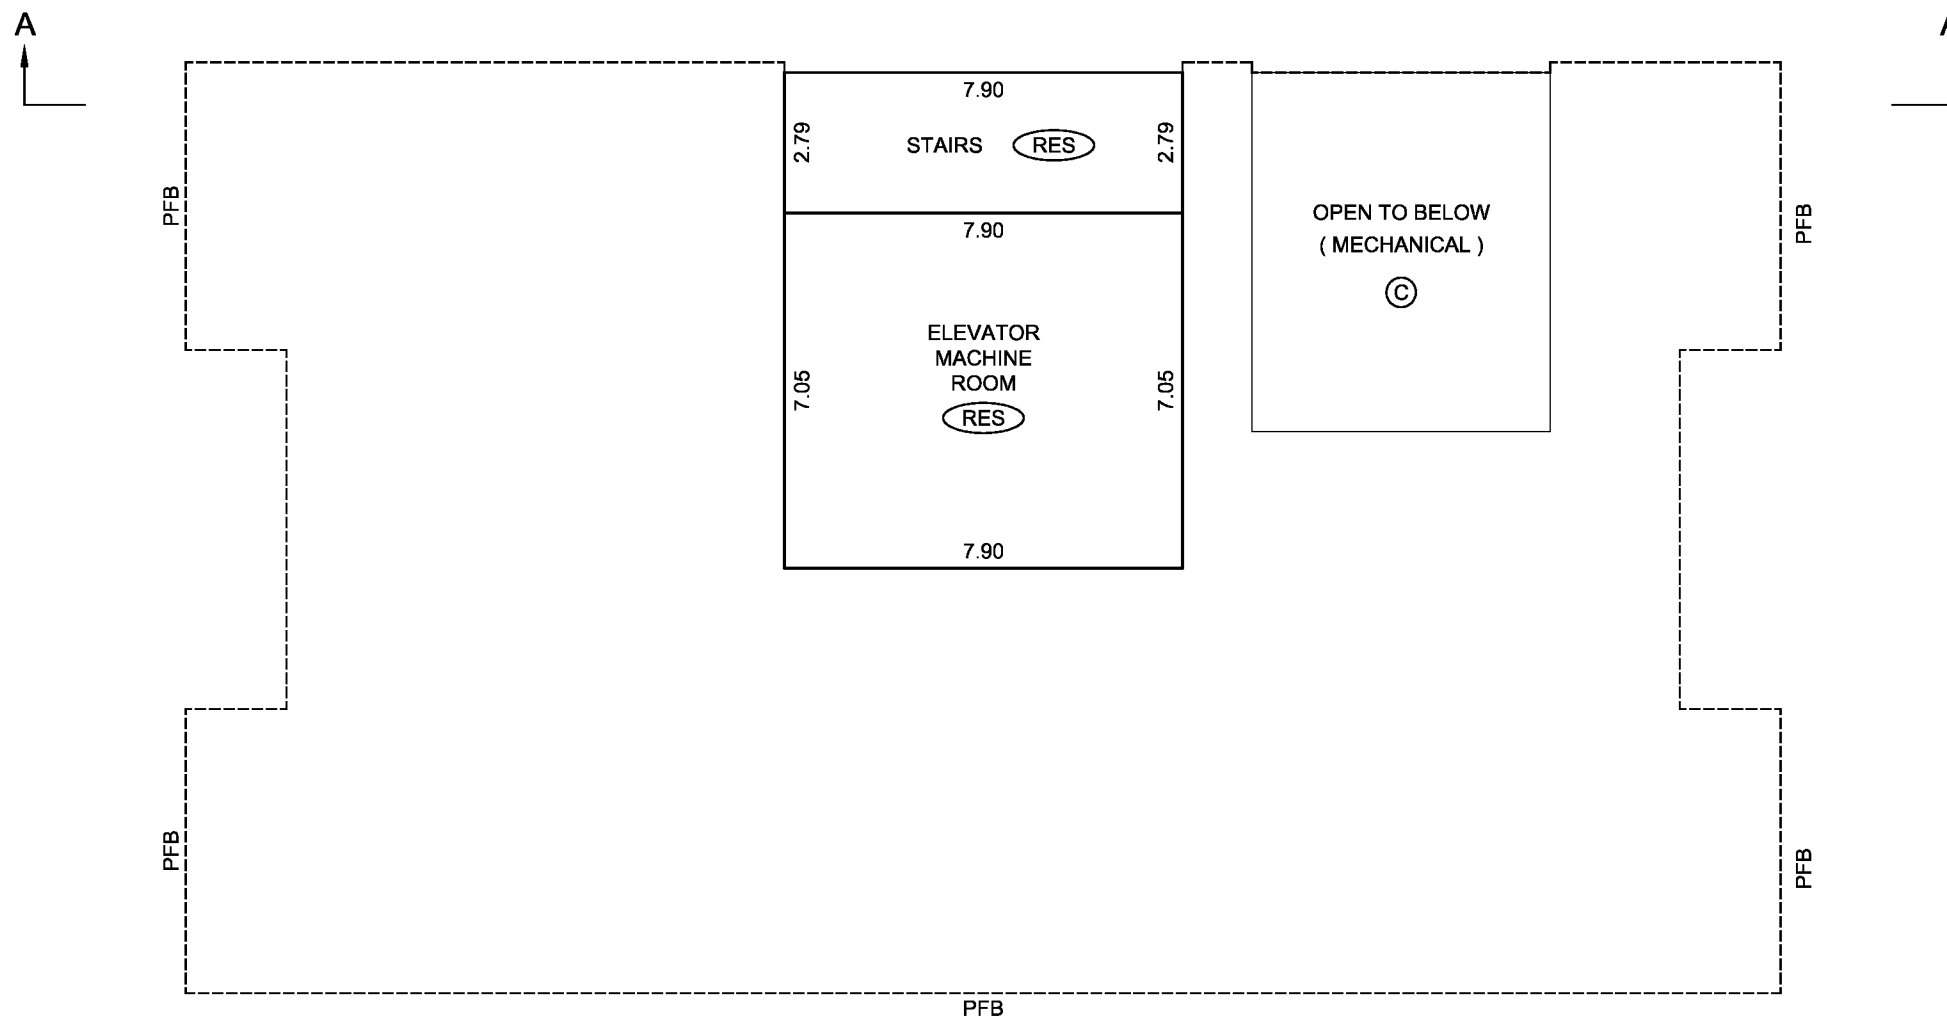 A
A
7.90
2.79
STAIRS
RES
2.79
PFB
PFB
OPEN TO BELOW
( MECHANICAL )
C
7.90
ELEVATOR
MACHINE
ROOM
RES
7.05
7.05
7.90
PFB
PFB
PFB